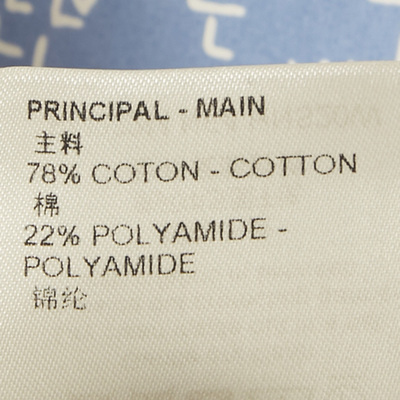 PRINCIPAL - MAIN
主料
78% COTON - COTTON
棉
22% POLYAMIDE -
POLYAMIDE
锦纶